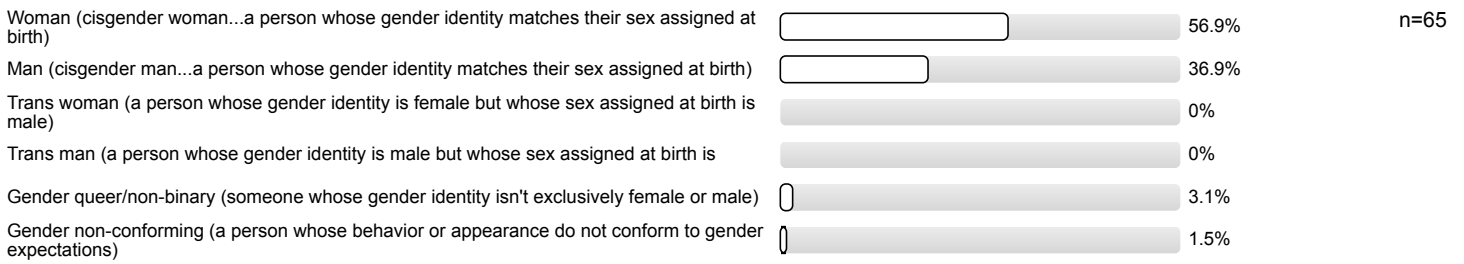 Woman (cisgender woman...a person whose gender identity matches their sex assigned at
birth)
56.9%
n=65
Man (cisgender man...a person whose gender identity matches their sex assigned at birth)
36.9%
Trans woman (a person whose gender identity is female but whose sex assigned at birth is
male)
0%
Trans man (a person whose gender identity is male but whose sex assigned at birth is
0%
Gender queer/non-binary (someone whose gender identity isn't exclusively female or male)
3.1%
Gender non-conforming (a person whose behavior or appearance do not conform to gender
expectations)
1.5%